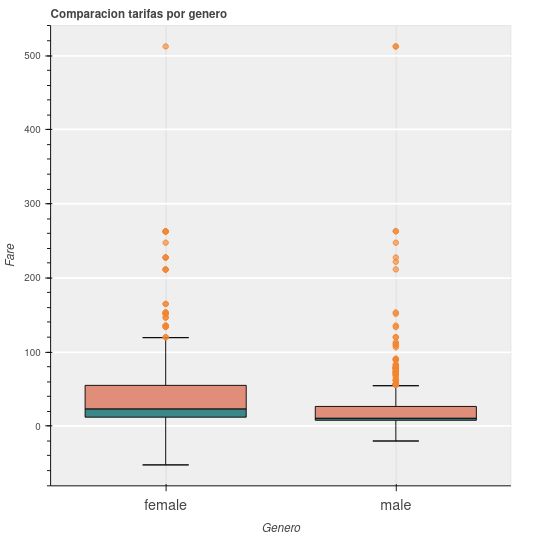 Comparacion tarifas por genero
500
400
300
200
100
0
Fare
female
male
Genero